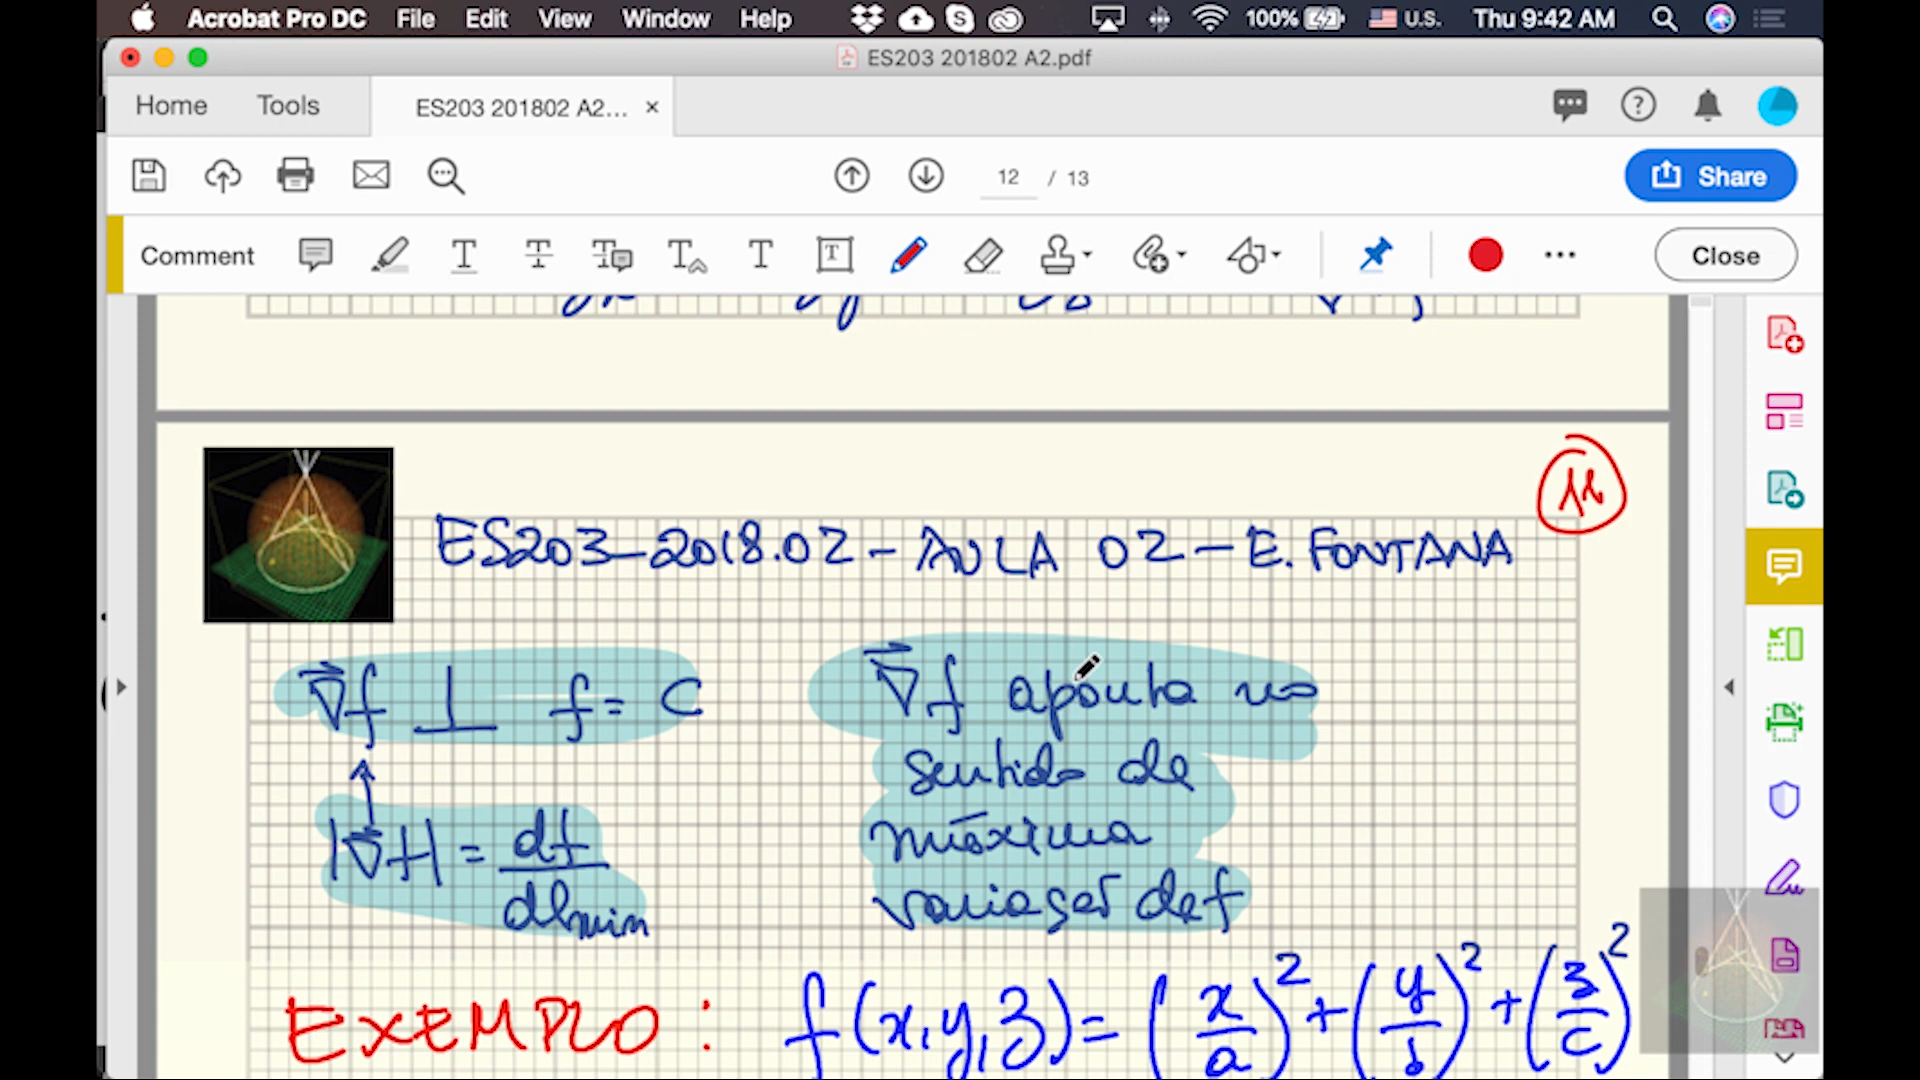 Acrobat Pro DC File Edit View Window Help 100% U.S. Thu 9:42 AM
ES203 201802 A2.pdf
Home Tools ES203 201802 A2... ×
12 / 13 Share
Comment Close
11
ES203-2018.02 - AULA 02 - E. FONTANA
∇⃗f ⊥ f = C
∇⃗f aponta no
sentido de
máxima
variação de f
|∇⃗f| = df/dlmin
EXEMPLO : f(x,y,z) = (x/a)² + (y/b)² + (z/c)²